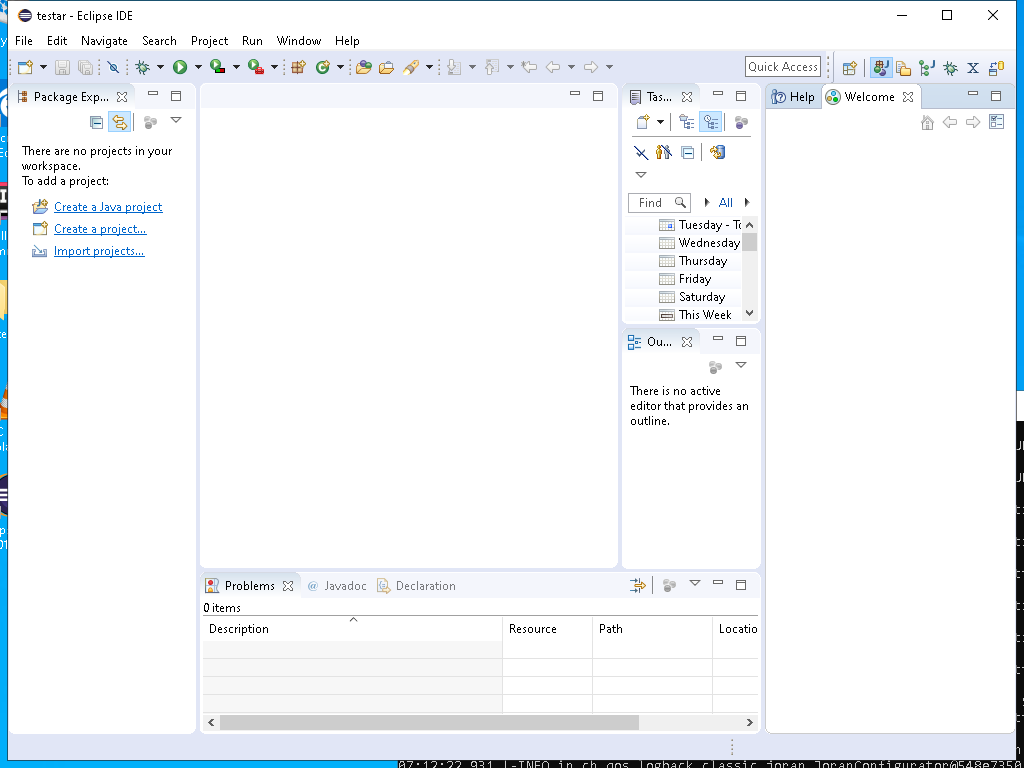 testar - Eclipse IDE
File Edit Navigate Search Project Run Window Help
Quick Access
Package Exp...
There are no projects in your
workspace.
To add a project:
Create a Java project
Create a project...
Import projects...
Tas...
Find
All
Tuesday - To
Wednesday
Thursday
Friday
Saturday
This Week
Ou...
There is no active
editor that provides an
outline.
Help
Welcome
Problems
@ Javadoc
Declaration
0 items
Description Resource Path Locatio
07:12:22,931 |-INFO in ch.qos.logback.classic.joran.JoranConfigurator@548e7350